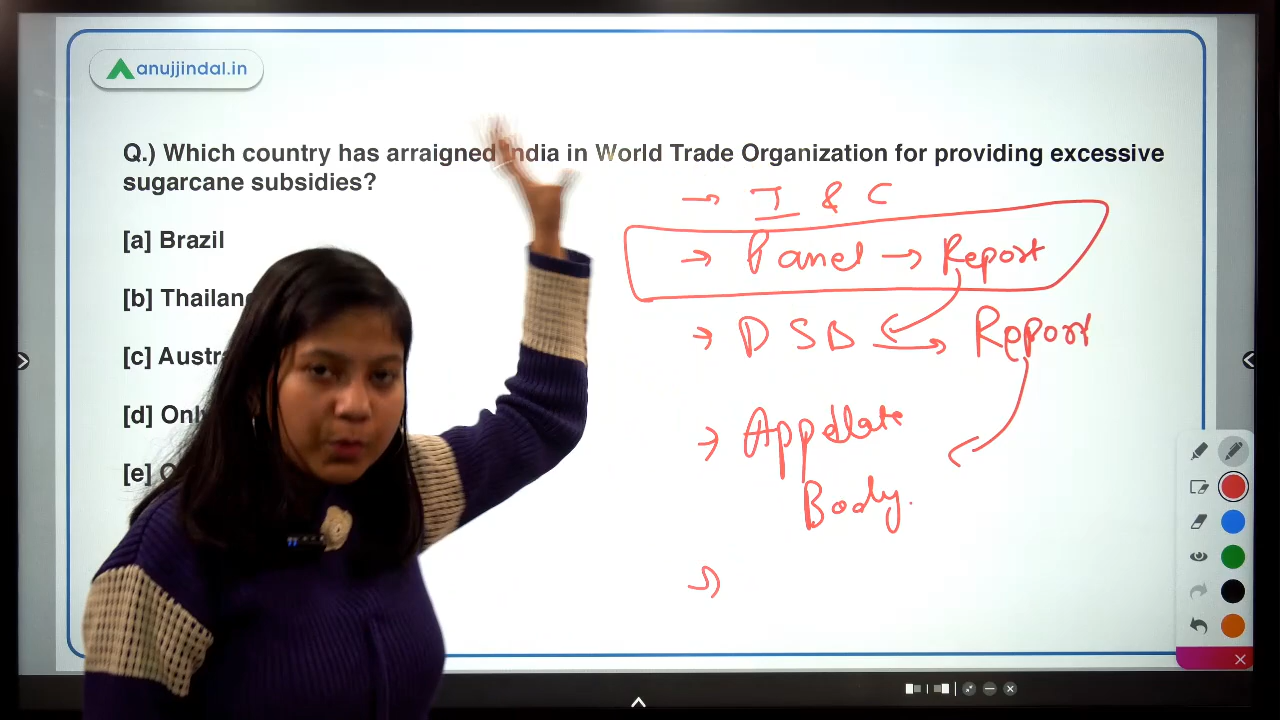 anujjindal.in
Q.) Which country has arraigned India in World Trade Organization for providing excessive
sugarcane subsidies?
→ I & C
[a] Brazil
→ Panel → Report
[b] Thailan
→ DSB → Report
[c] Austra
[d] Onl
→ Appellate
Body.
[e] O
→